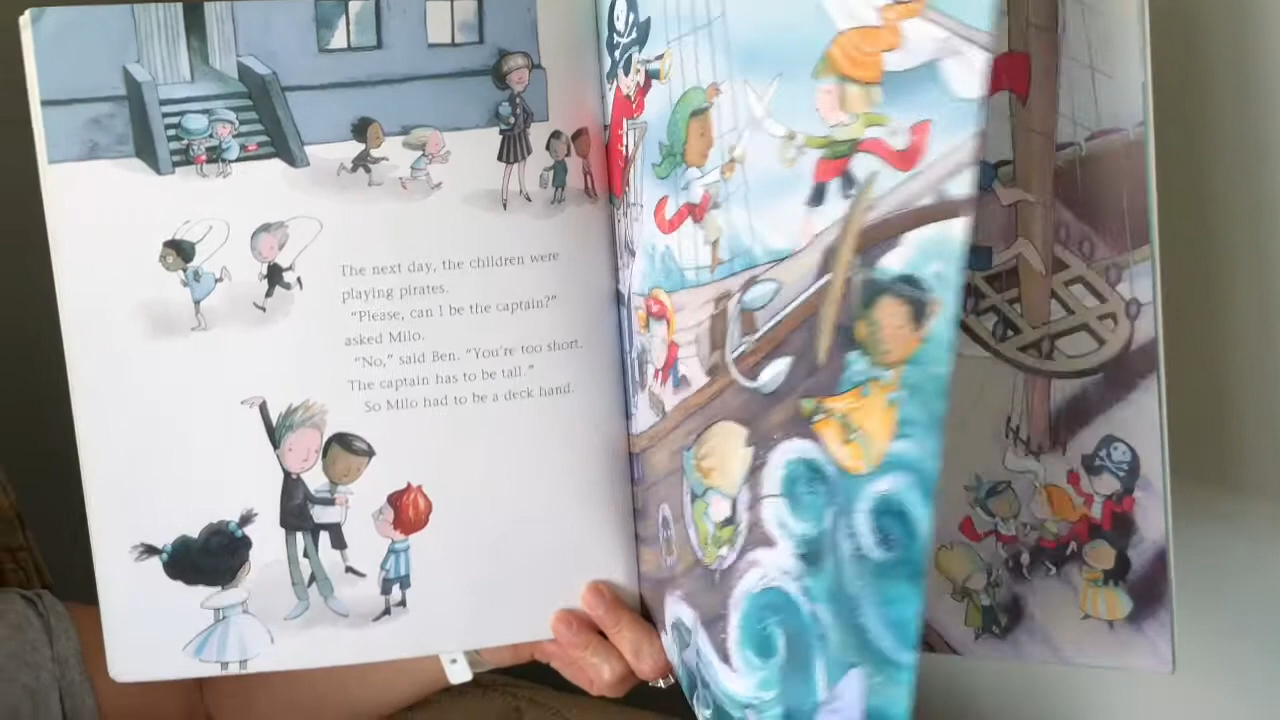 The next day, the children were
playing pirates.
"Please, can I be the captain?"
asked Milo.
"No," said Ben. "You're too short.
The captain has to be tall."
So Milo had to be a deck hand.